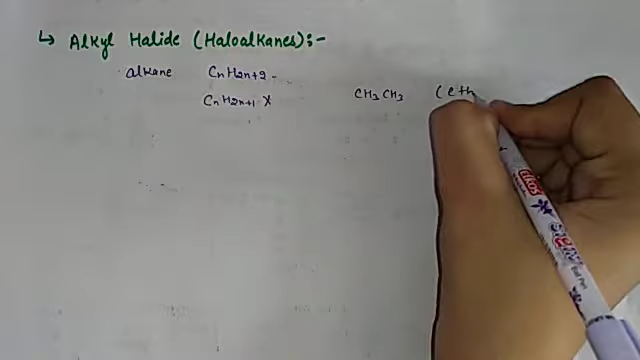 ↳ Alkyl Halide (Haloalkanes):-
alkane CnH2n+2
CnH2n+1 X CH3CH3 (eth